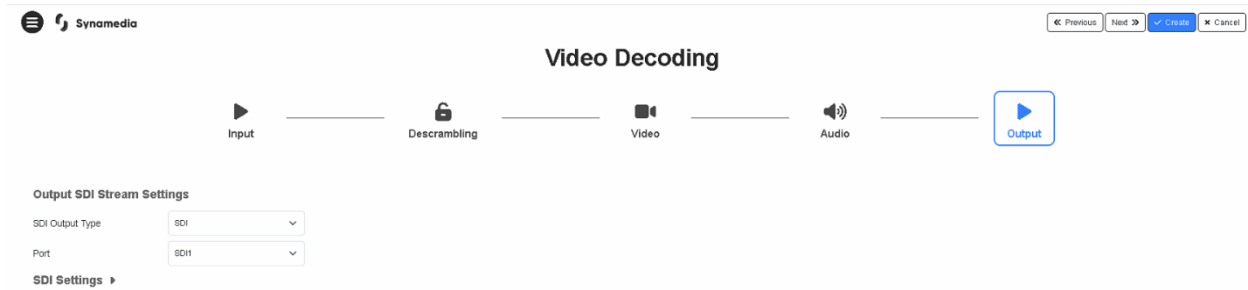 Synamedia
Previous Next Create Cancel
Video Decoding
Input Descrambling Video Audio Output
Output SDI Stream Settings
SDI Output Type SDI
Port SDI1
SDI Settings